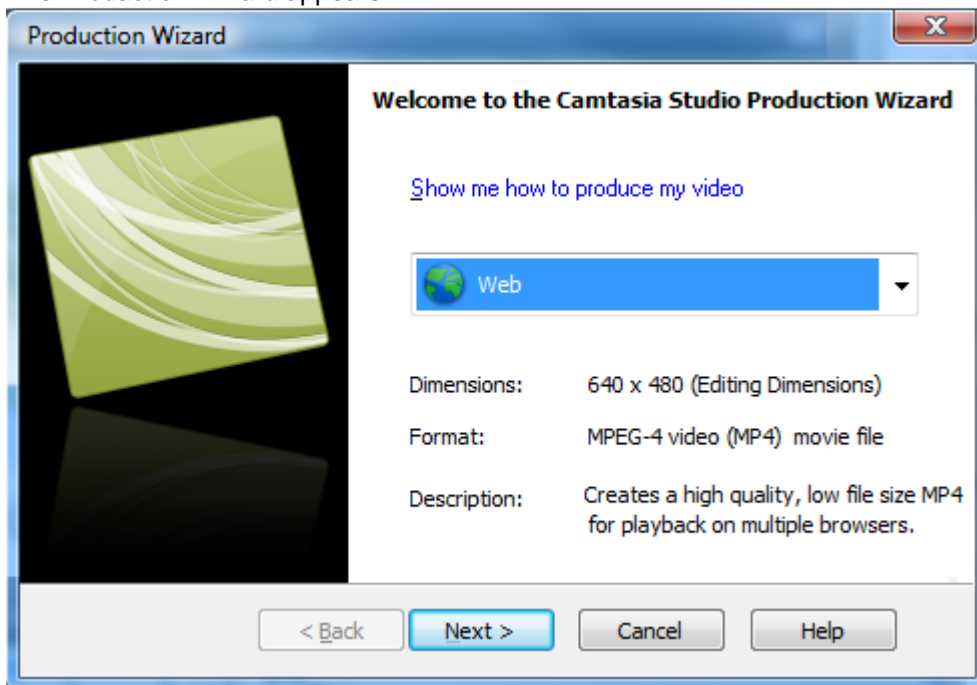 Production Wizard
Welcome to the Camtasia Studio Production Wizard
Show me how to produce my video
Web
Dimensions: 640 x 480 (Editing Dimensions)
Format: MPEG-4 video (MP4) movie file
Description: Creates a high quality, low file size MP4
for playback on multiple browsers.
< Back Next > Cancel Help